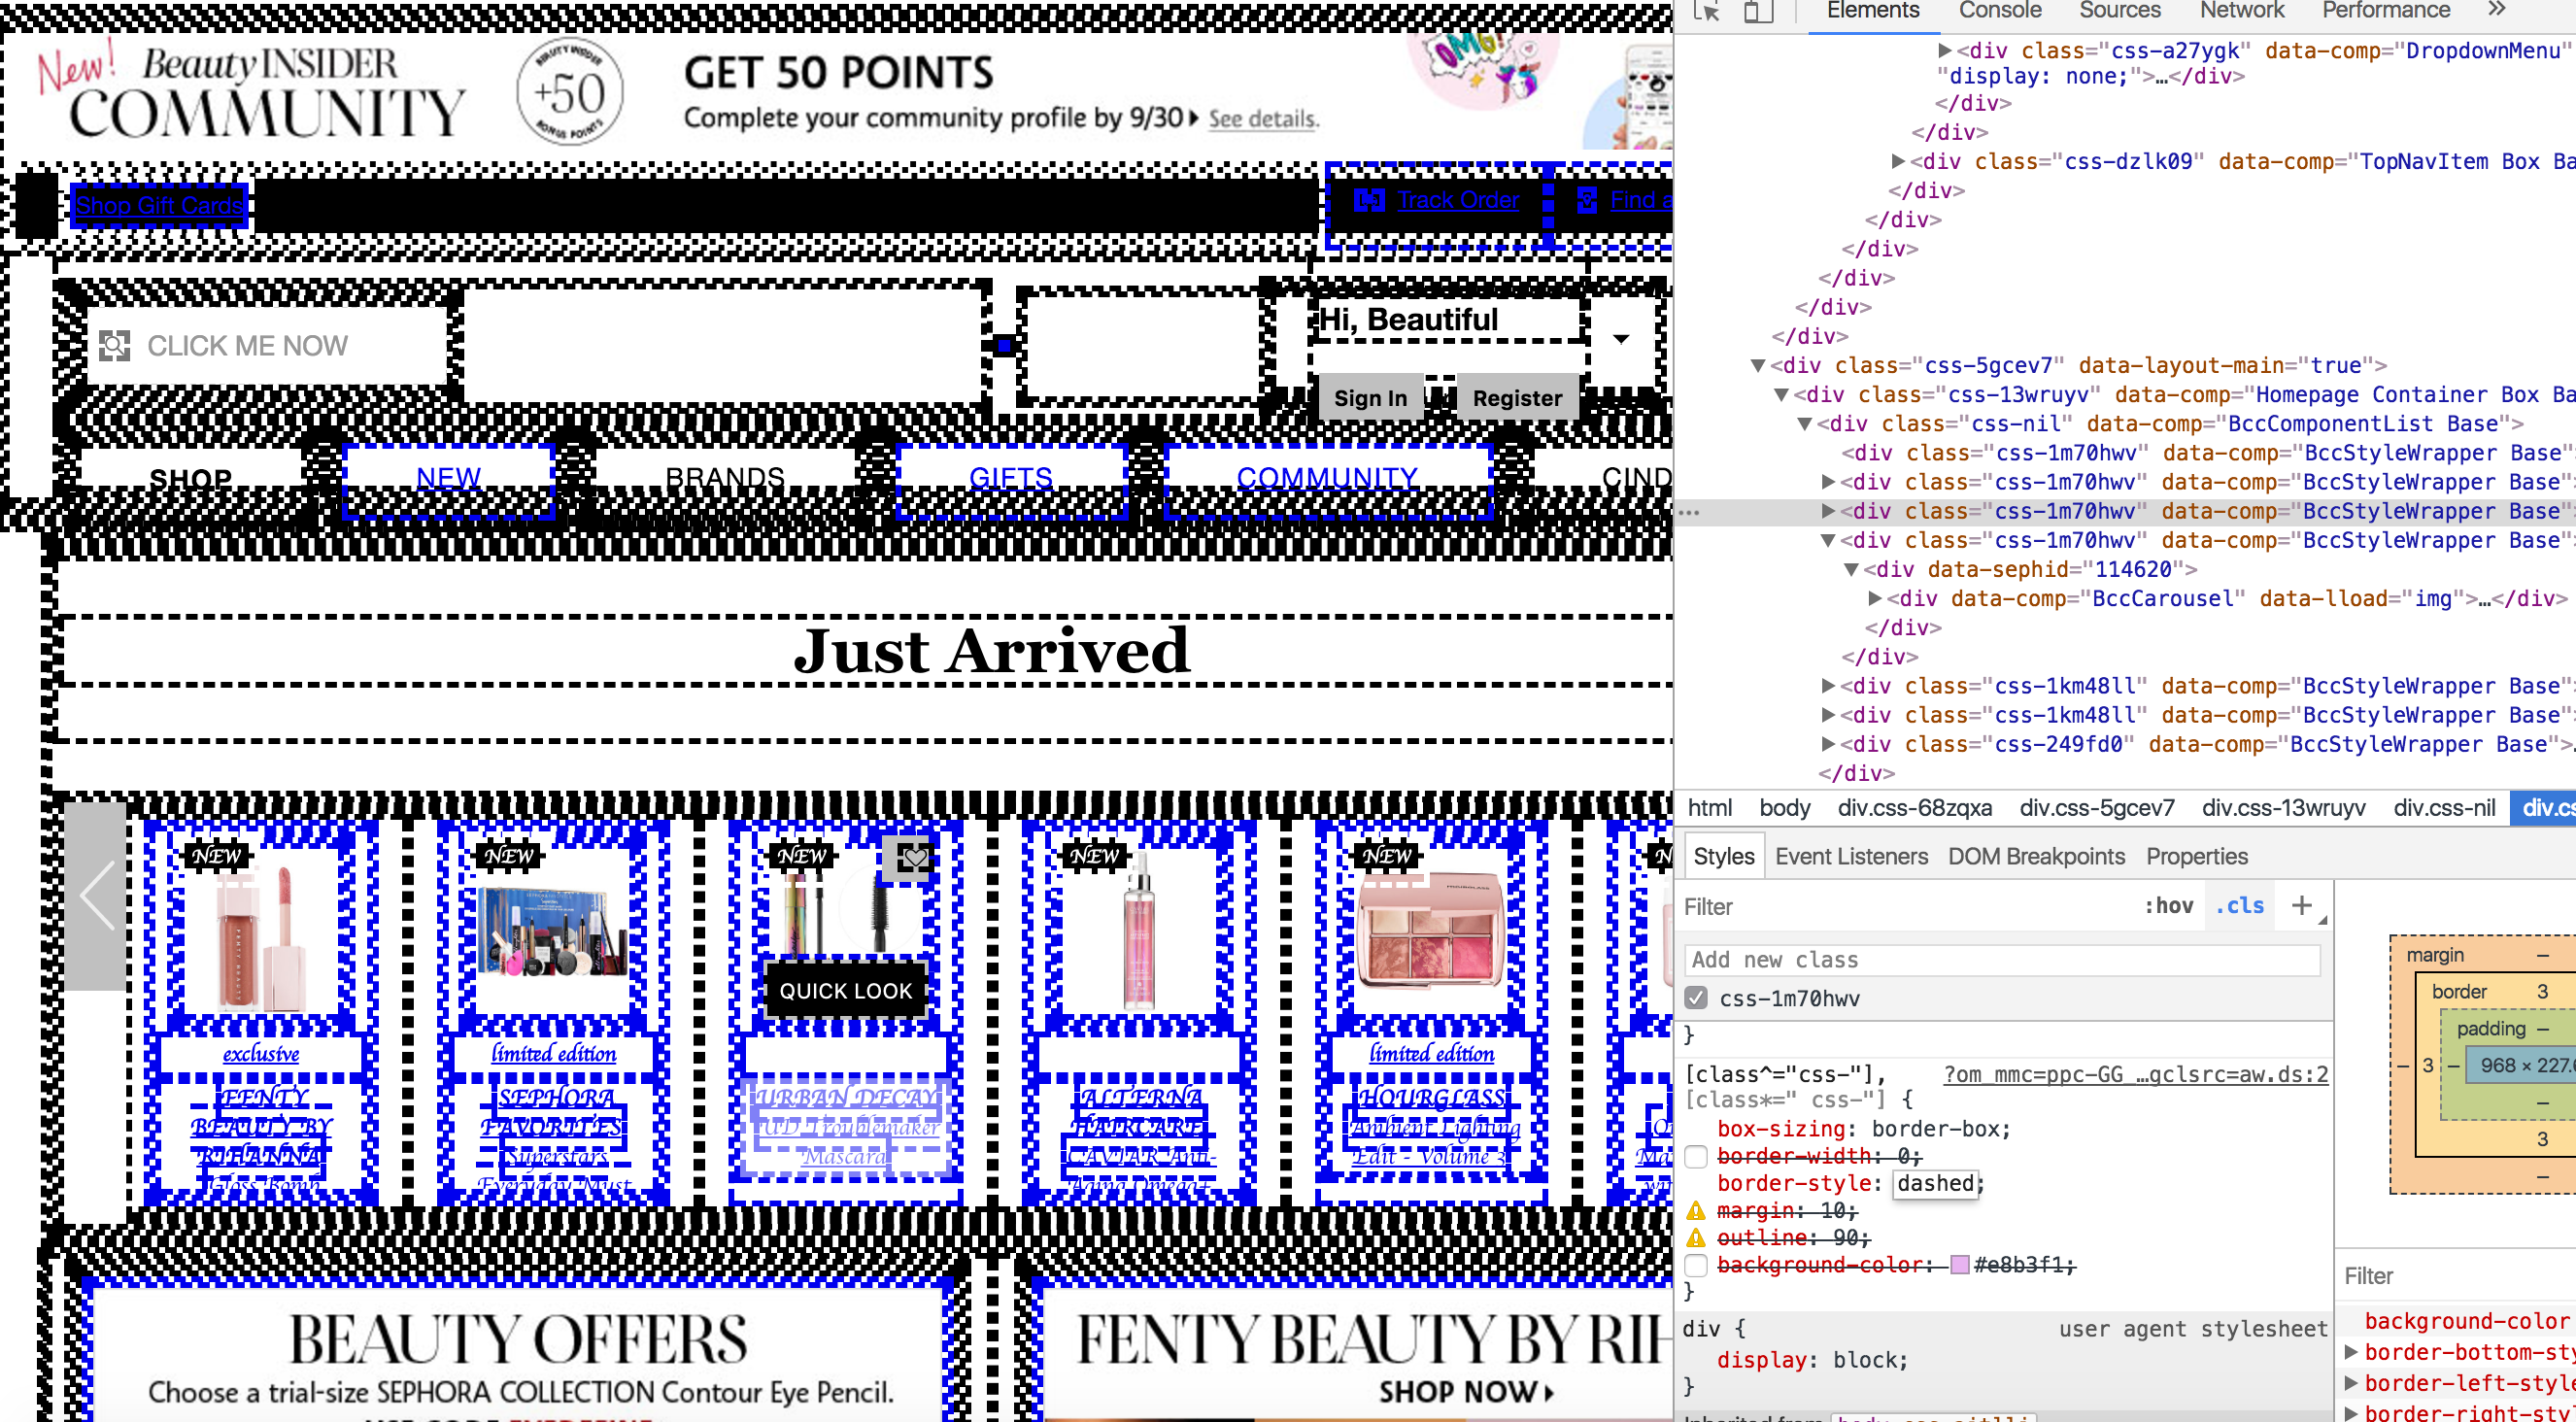 New! Beauty INSIDER
COMMUNITY
BEAUTY INSIDER
+50
BONUS POINTS
GET 50 POINTS
Complete your community profile by 9/30 See details.
OMG!
Shop Gift Cards
Track Order
Find a
CLICK ME NOW
Hi, Beautiful
Sign In
Register
SHOP
NEW
BRANDS
GIFTS
COMMUNITY
CIND
Just Arrived
NEW
NEW
NEW
NEW
NEW
N
QUICK LOOK
exclusive
FENTY
BEAUTY BY
RIHANNA
Gloss Bomb
limited edition
SEPHORA
FAVORITES
Superstars
Everyday Must
URBAN DECAY
UD Troublemaker
Mascara
ALTERNA
HAIRCARE
CAVIAR Anti-
Aging Omega+
limited edition
HOURGLASS
Ambient Lighting
Edit - Volume 3
BEAUTY OFFERS
Choose a trial-size SEPHORA COLLECTION Contour Eye Pencil.
FENTY BEAUTY BY RIH
SHOP NOW
Elements Console Sources Network Performance »
▶<div class="css-a27ygk" data-comp="DropdownMenu"
"display: none;">…</div>
</div>
</div>
▶<div class="css-dzlk09" data-comp="TopNavItem Box Ba
</div>
</div>
</div>
</div>
</div>
</div>
▼<div class="css-5gcev7" data-layout-main="true">
▼<div class="css-13wruyv" data-comp="Homepage Container Box Ba
▼<div class="css-nil" data-comp="BccComponentList Base">
<div class="css-1m70hwv" data-comp="BccStyleWrapper Base"
▶<div class="css-1m70hwv" data-comp="BccStyleWrapper Base"
… ▶<div class="css-1m70hwv" data-comp="BccStyleWrapper Base"
▼<div class="css-1m70hwv" data-comp="BccStyleWrapper Base"
▼<div data-sephid="114620">
▶<div data-comp="BccCarousel" data-lload="img">…</div>
</div>
</div>
▶<div class="css-1km48ll" data-comp="BccStyleWrapper Base"
▶<div class="css-1km48ll" data-comp="BccStyleWrapper Base"
▶<div class="css-249fd0" data-comp="BccStyleWrapper Base">
</div>
html body div.css-68zqxa div.css-5gcev7 div.css-13wruyv div.css-nil div.cs
Styles Event Listeners DOM Breakpoints Properties
Filter :hov .cls +
Add new class
css-1m70hwv
}
[class^="css-"], ?om_mmc=ppc-GG_…gclsrc=aw.ds:2
[class*=" css-"] {
box-sizing: border-box;
border-width: 0;
border-style: dashed;
margin: 10;
outline: 90;
background-color: #e8b3f1;
}
div { user agent stylesheet
display: block;
}
margin –
border 3
padding –
– 3 – 968 × 227.
–
3
–
Filter
background-color
▶border-bottom-sty
▶border-left-style
▶border-right-styl